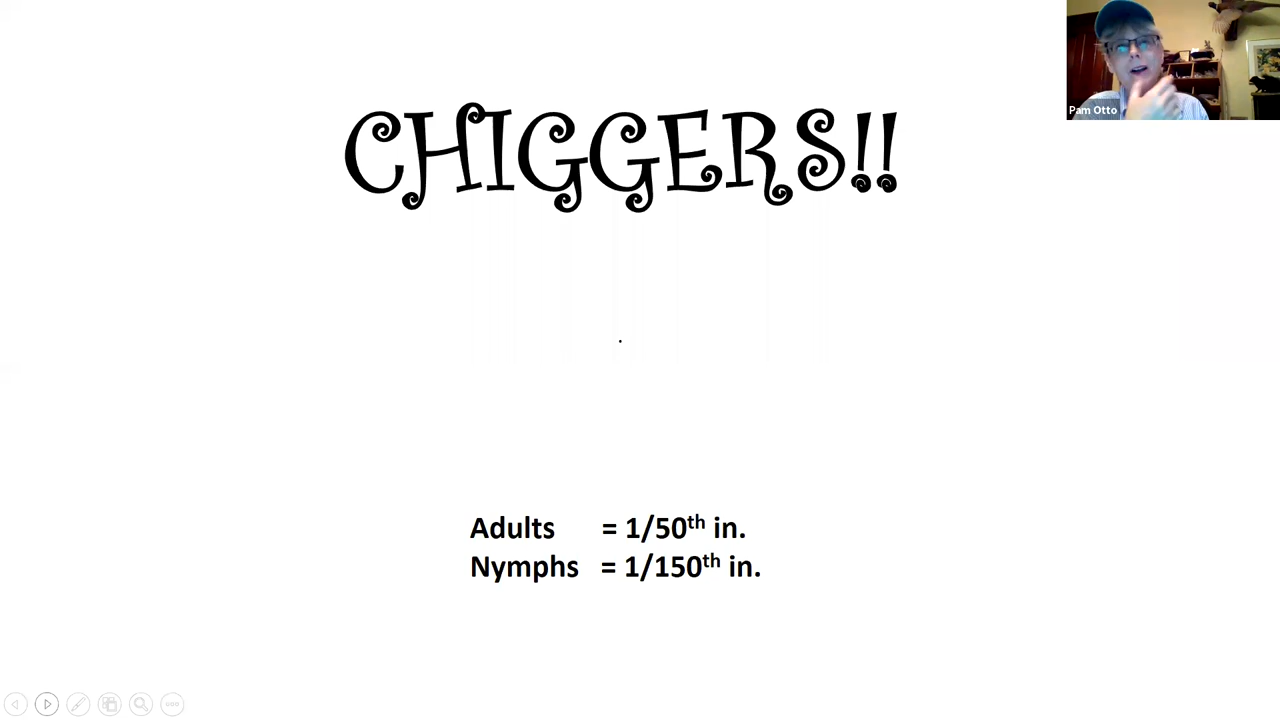 CHIGGERS!!
Pam Otto
.
Adults = 1/50th in.
Nymphs = 1/150th in.